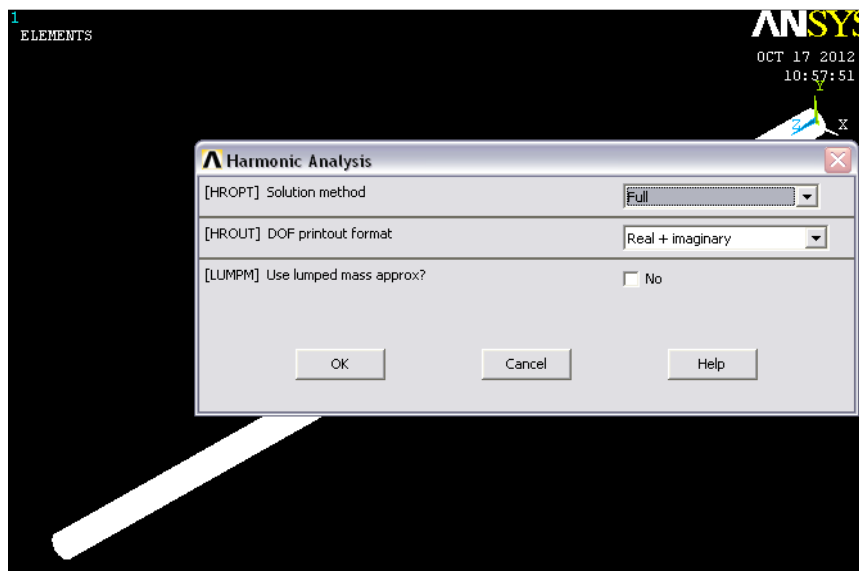 1
ELEMENTS
ANSYS
OCT 17 2012
10:57:51
Y
Z X
Harmonic Analysis
[HROPT] Solution method Full
[HROUT] DOF printout format Real + imaginary
[LUMPM] Use lumped mass approx? No
OK Cancel Help